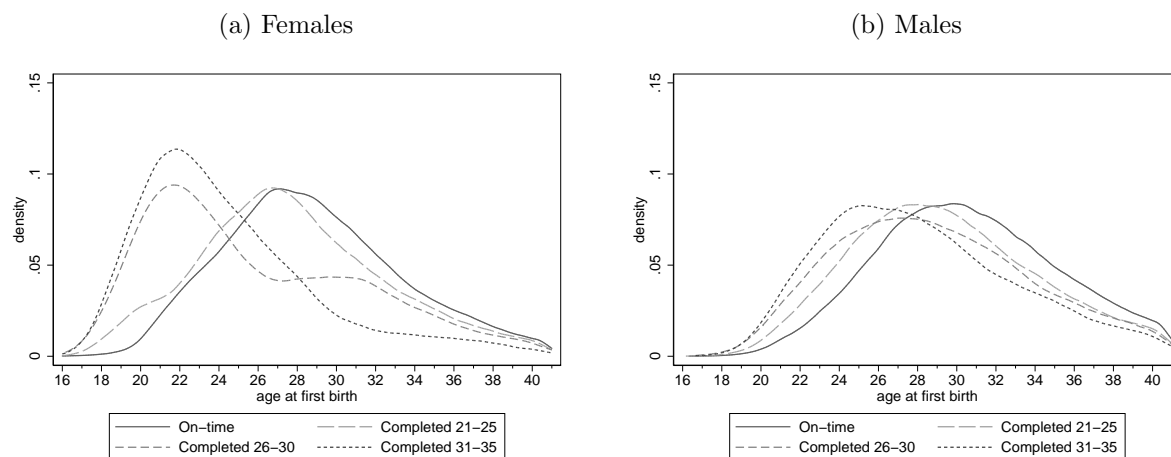 (a) Females
.15
.1
.05
0
density
16 18 20 22 24 26 28 30 32 34 36 38 40
age at first birth
On−time Completed 21−25
Completed 26−30 Completed 31−35
(b) Males
.15
.1
.05
0
density
16 18 20 22 24 26 28 30 32 34 36 38 40
age at first birth
On−time Completed 21−25
Completed 26−30 Completed 31−35